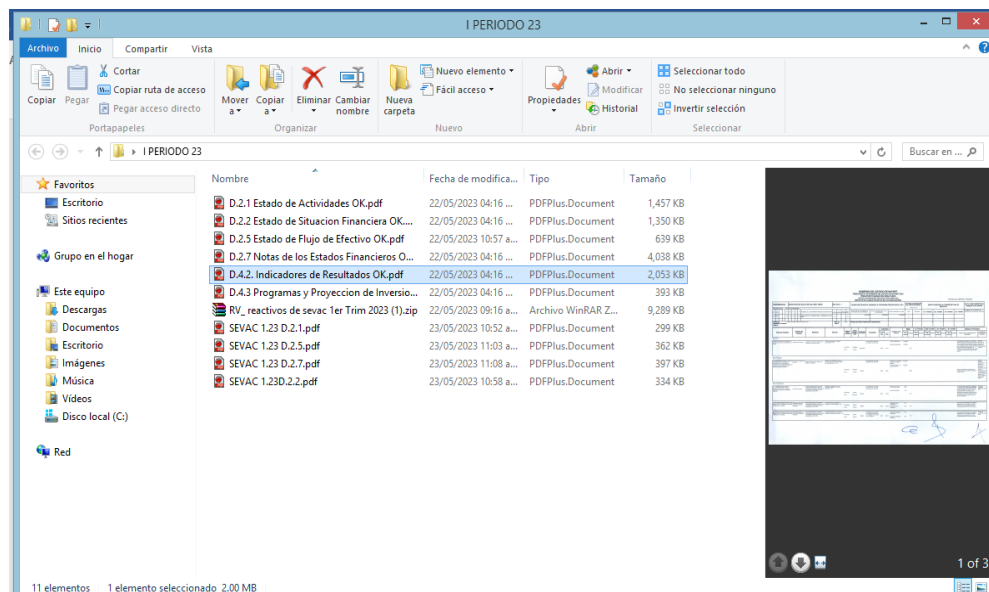 I PERIODO 23
Archivo Inicio Compartir Vista
Copiar Pegar Cortar Copiar ruta de acceso Pegar acceso directo
Mover a Copiar a Eliminar Cambiar nombre Nueva carpeta
Nuevo elemento Fácil acceso
Propiedades Abrir Modificar Historial
Seleccionar todo No seleccionar ninguno Invertir selección
Portapapeles Organizar Nuevo Abrir Seleccionar
I PERIODO 23 Buscar en ...
Favoritos
Escritorio
Sitios recientes
Grupo en el hogar
Este equipo
Descargas
Documentos
Escritorio
Imágenes
Música
Vídeos
Disco local (C:)
Red
Nombre Fecha de modifica... Tipo Tamaño
D.2.1 Estado de Actividades OK.pdf 22/05/2023 04:16 ... PDFPlus.Document 1,457 KB
D.2.2 Estado de Situacion Financiera OK.... 22/05/2023 04:16 ... PDFPlus.Document 1,350 KB
D.2.5 Estado de Flujo de Efectivo OK.pdf 22/05/2023 10:57 a... PDFPlus.Document 639 KB
D.2.7 Notas de los Estados Financieros O... 22/05/2023 04:16 ... PDFPlus.Document 4,038 KB
D.4.2. Indicadores de Resultados OK.pdf 22/05/2023 04:16 ... PDFPlus.Document 2,053 KB
D.4.3 Programas y Proyeccion de Inversio... 22/05/2023 04:16 ... PDFPlus.Document 393 KB
RV_ reactivos de sevac 1er Trim 2023 (1).zip 22/05/2023 09:16 a... Archivo WinRAR Z... 9,289 KB
SEVAC 1.23 D.2.1.pdf 23/05/2023 10:52 a... PDFPlus.Document 299 KB
SEVAC 1.23 D.2.5.pdf 23/05/2023 11:03 a... PDFPlus.Document 362 KB
SEVAC 1.23 D.2.7.pdf 23/05/2023 11:08 a... PDFPlus.Document 397 KB
SEVAC 1.23D.2.2.pdf 23/05/2023 10:58 a... PDFPlus.Document 334 KB
1 of 3
11 elementos 1 elemento seleccionado 2.00 MB